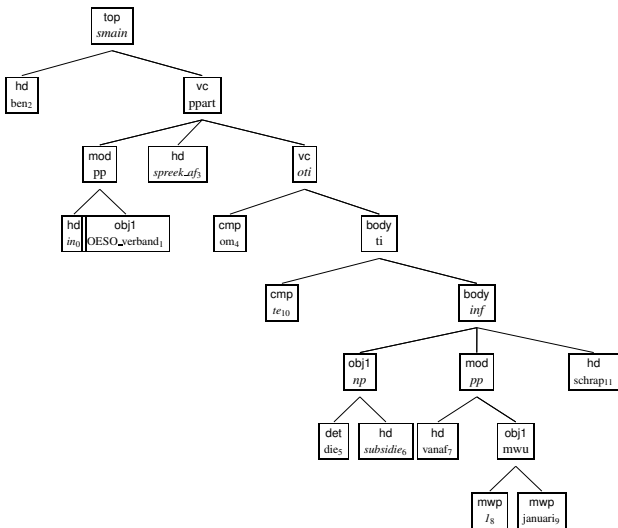 top
smain
hd
ben2
vc
ppart
mod
pp
hd
spreek_af3
vc
oti
hd
in0
obj1
OESO_verband1
cmp
om4
body
ti
cmp
te10
body
inf
obj1
np
mod
pp
hd
schrap11
det
die5
hd
subsidie6
hd
vanaf7
obj1
mwu
mwp
18
mwp
januari9